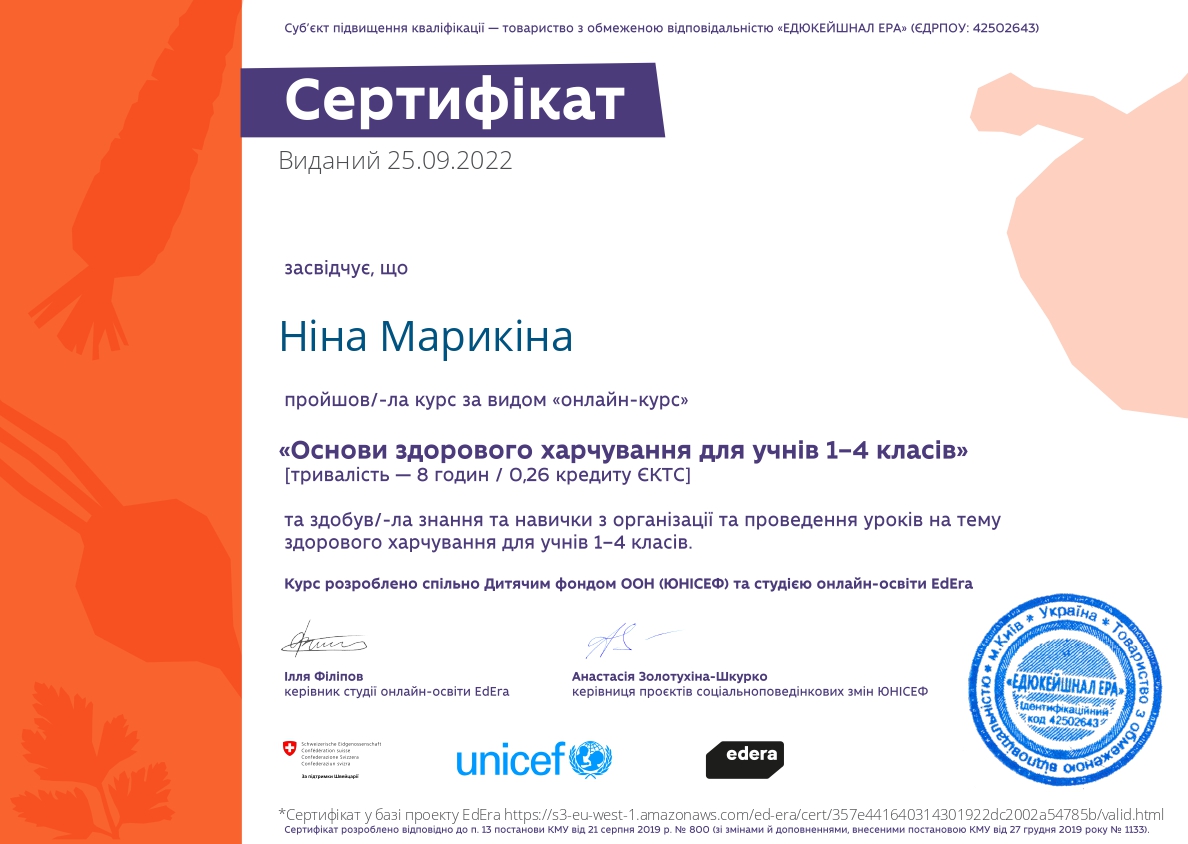 Суб’єкт підвищення кваліфікації — товариство з обмеженою відповідальністю «ЕДЮКЕЙШНАЛ ЕРА» (ЄДРПОУ: 42502643)
Сертифікат
Виданий 25.09.2022
засвідчує, що
Ніна Марикіна
пройшов/-ла курс за видом «онлайн-курс»
«Основи здорового харчування для учнів 1–4 класів»
[тривалість — 8 годин / 0,26 кредиту ЄКТС]
та здобув/-ла знання та навички з організації та проведення уроків на тему
здорового харчування для учнів 1–4 класів.
Курс розроблено спільно Дитячим фондом ООН (ЮНІСЕФ) та студією онлайн-освіти EdEra
Ілля Філіпов
керівник студії онлайн-освіти EdEra
Анастасія Золотухіна-Шкурко
керівниця проєктів соціальноповедінкових змін ЮНІСЕФ
* м.Київ * Україна * Товариство з обмеженою відповідальністю
«ЕДЮКЕЙШНАЛ ЕРА»
Ідентифікаційний
код 42502643
Schweizerische Eidgenossenschaft
Confédération suisse
Confederazione Svizzera
Confederaziun svizra
За підтримки Швейцарії
unicef
edera
*Сертифікат у базі проекту EdEra https://s3-eu-west-1.amazonaws.com/ed-era/cert/357e441640314301922dc2002a54785b/valid.html
Сертифікат розроблено відповідно до п. 13 постанови КМУ від 21 серпня 2019 р. № 800 (зі змінами й доповненнями, внесеними постановою КМУ від 27 грудня 2019 року № 1133).